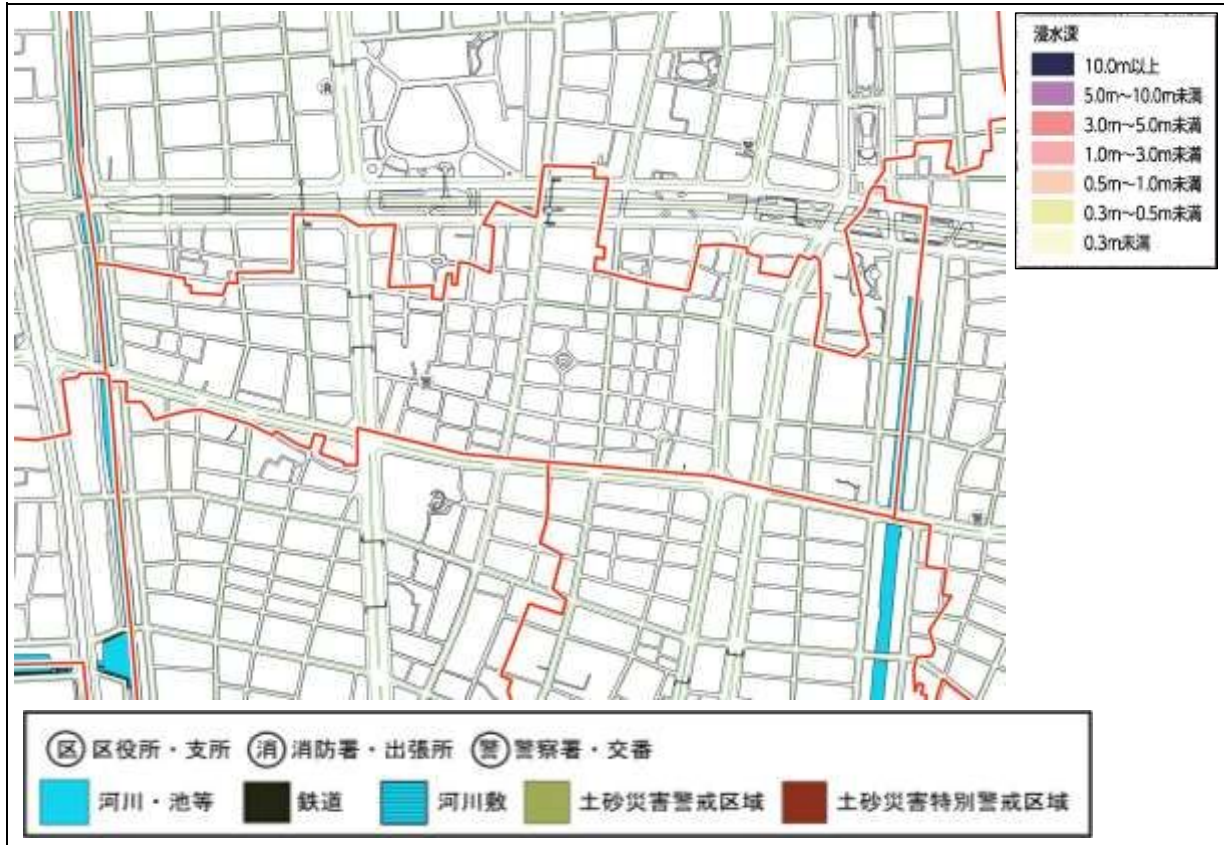 浸水深
10.0m以上
5.0m~10.0m未満
3.0m~5.0m未満
1.0m~3.0m未満
0.5m~1.0m未満
0.3m~0.5m未満
0.3m未満
消
区 区役所・支所 消 消防署・出張所 警 警察署・交番
河川・池等 鉄道 河川敷 土砂災害警戒区域 土砂災害特別警戒区域